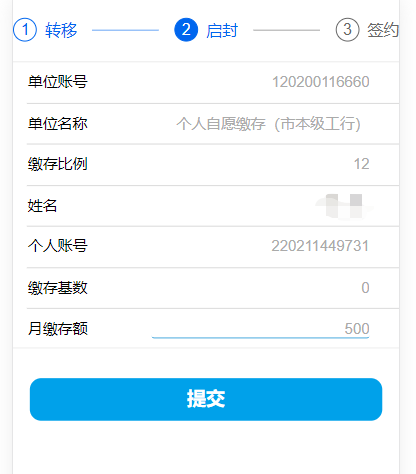 1 转移 2 启封 3 签约
单位账号 120200116660
单位名称 个人自愿缴存（市本级工行）
缴存比例 12
姓名
个人账号 220211449731
缴存基数 0
月缴存额 500
提交